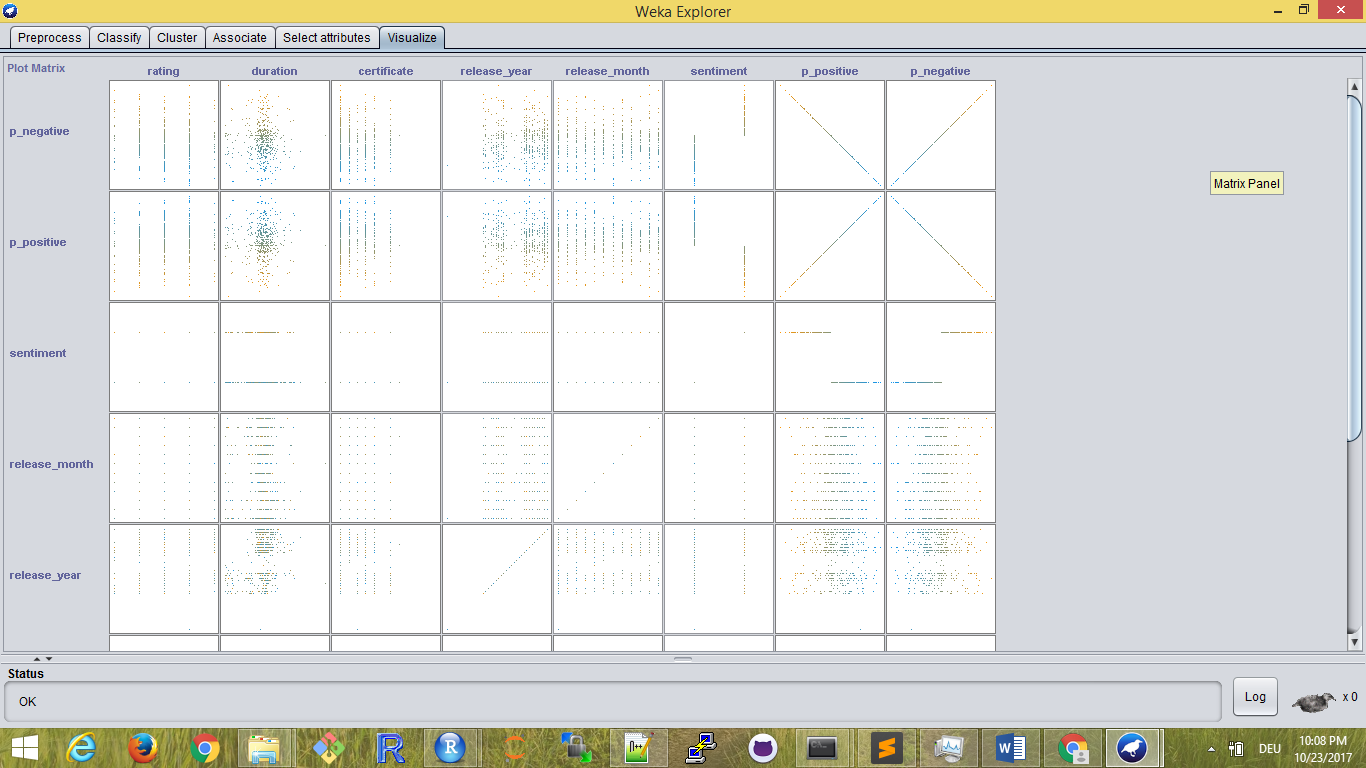 Weka Explorer
Preprocess Classify Cluster Associate Select attributes Visualize
Plot Matrix rating duration certificate release_year release_month sentiment p_positive p_negative
p_negative
Matrix Panel
p_positive
sentiment
release_month
release_year
Status
OK
Log
x 0
DEU
10:08 PM
10/23/2017